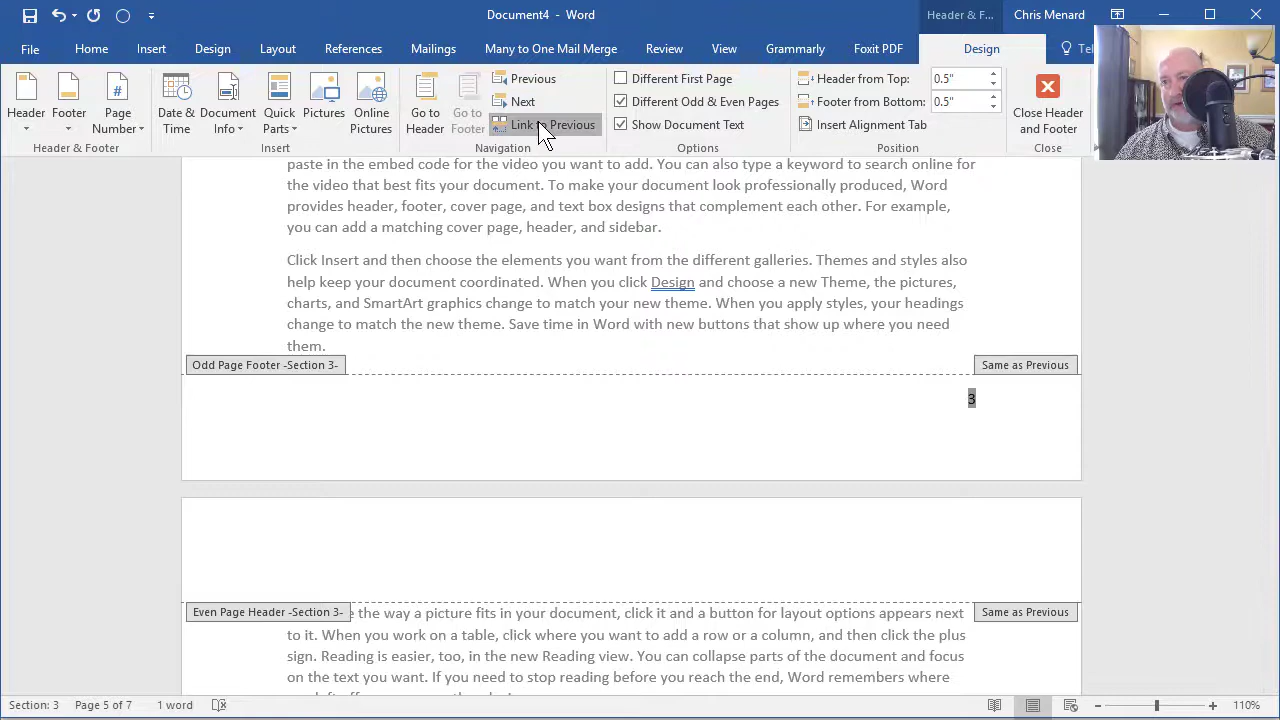 Document4 - Word
Header & F...
Chris Menard
File
Home
Insert
Design
Layout
References
Mailings
Many to One Mail Merge
Review
View
Grammarly
Foxit PDF
Design
Header
Footer
Page
Number
Header & Footer
Date &
Time
Document
Info
Quick
Parts
Pictures
Online
Pictures
Insert
Go to
Header
Go to
Footer
Previous
Next
Link to Previous
Navigation
Different First Page
Different Odd & Even Pages
Show Document Text
Options
Header from Top: 0.5"
Footer from Bottom: 0.5"
Insert Alignment Tab
Position
Close Header
and Footer
Close
paste in the embed code for the video you want to add. You can also type a keyword to search online for
the video that best fits your document. To make your document look professionally produced, Word
provides header, footer, cover page, and text box designs that complement each other. For example,
you can add a matching cover page, header, and sidebar.
Click Insert and then choose the elements you want from the different galleries. Themes and styles also
help keep your document coordinated. When you click Design and choose a new Theme, the pictures,
charts, and SmartArt graphics change to match your new theme. When you apply styles, your headings
change to match the new theme. Save time in Word with new buttons that show up where you need
them.
Odd Page Footer -Section 3-
Same as Previous
3
Even Page Header -Section 3-
Same as Previous
the way a picture fits in your document, click it and a button for layout options appears next
to it. When you work on a table, click where you want to add a row or a column, and then click the plus
sign. Reading is easier, too, in the new Reading view. You can collapse parts of the document and focus
on the text you want. If you need to stop reading before you reach the end, Word remembers where
Section: 3
Page 5 of 7
1 word
110%